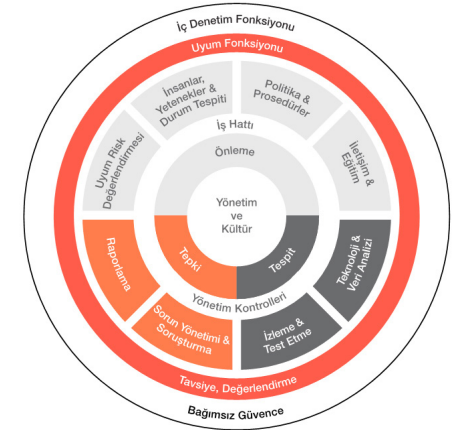 İç Denetim Fonksiyonu
Uyum Fonksiyonu
İnsanlar,
Yetenekler &
Durum Tespiti
Politika &
Prosedürler
İş Hattı
Uyum Risk
Değerlendirmesi
Önleme
İletişim &
Eğitim
Yönetim
ve
Kültür
Raporlama
Tepki
Tespit
Teknoloji &
Veri Analizi
Yönetim Kontrolleri
Sorun Yönetimi &
Soruşturma
İzleme &
Test Etme
Tavsiye, Değerlendirme
Bağımsız Güvence